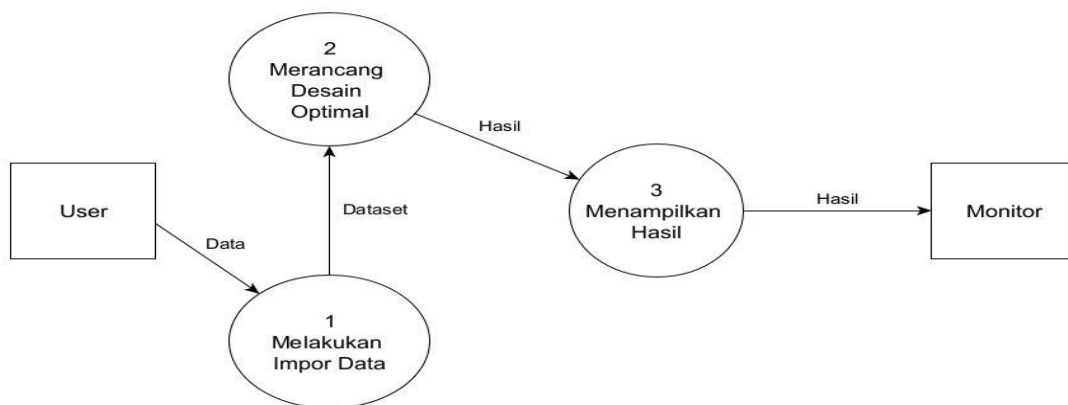 User
Data
1
Melakukan
Impor Data
Dataset
2
Merancang
Desain
Optimal
Hasil
3
Menampilkan
Hasil
Hasil
Monitor